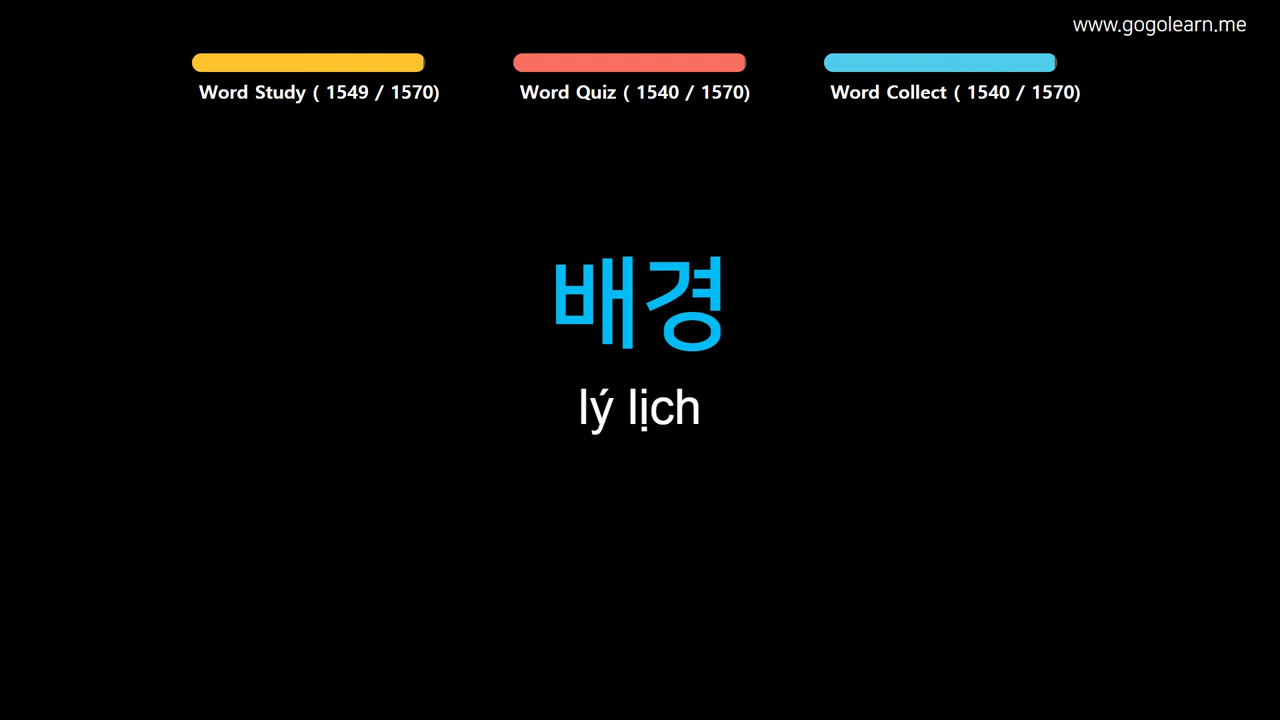 www.gogolearn.me
Word Study ( 1549 / 1570)
Word Quiz ( 1540 / 1570)
Word Collect ( 1540 / 1570)
배경
lý lịch